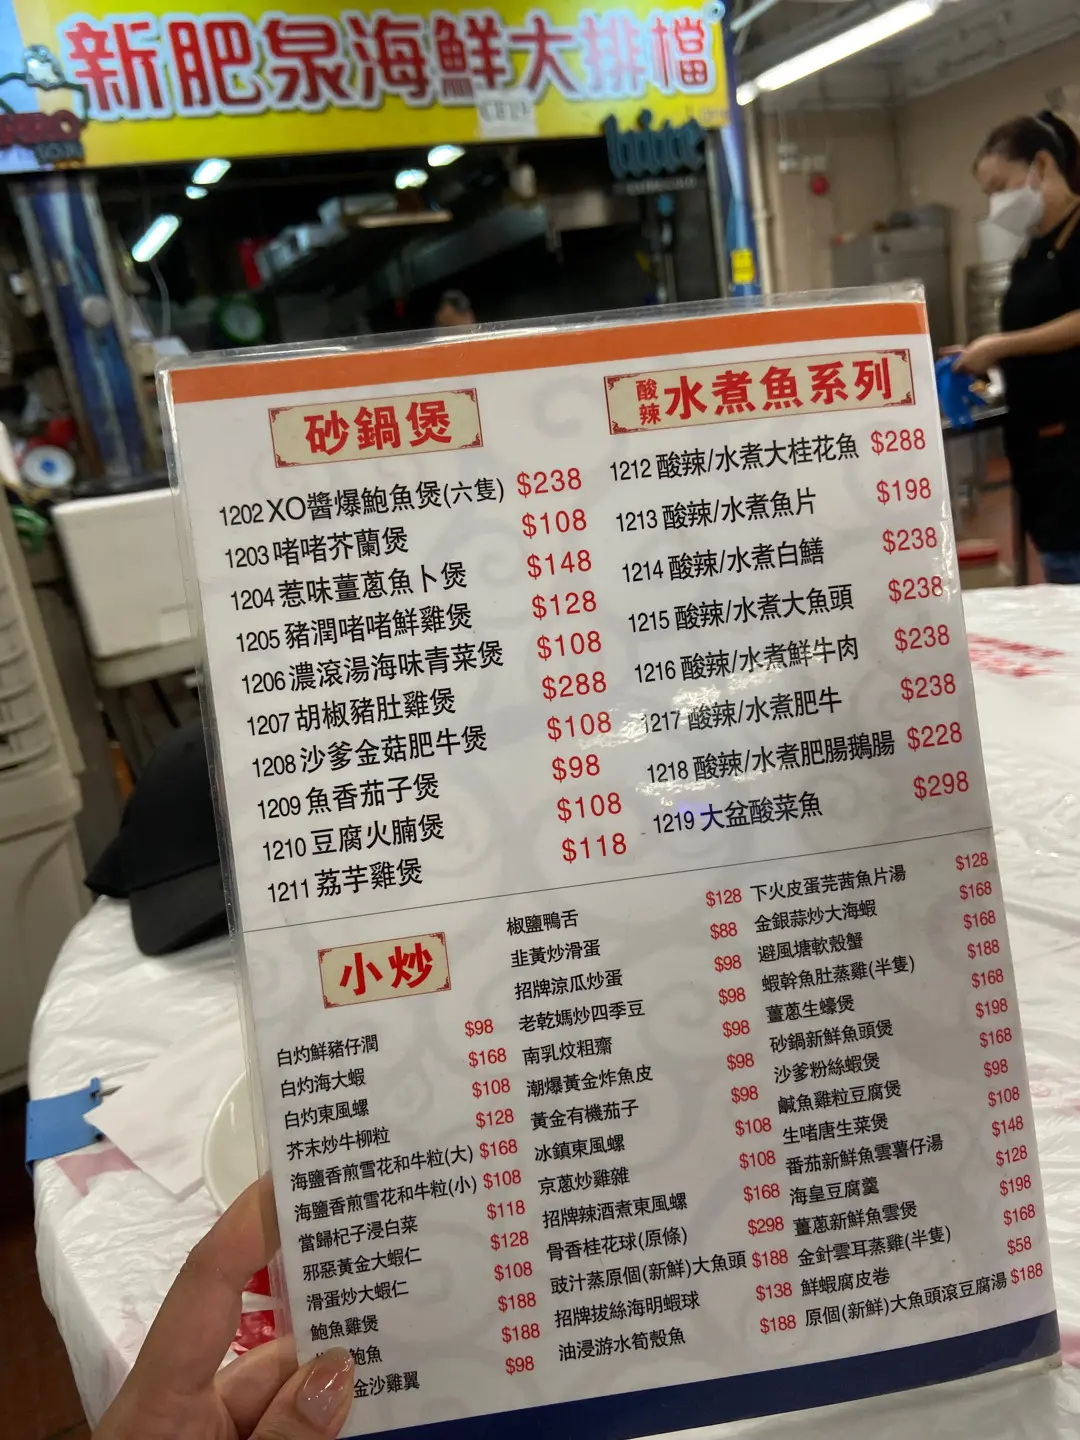 新肥泉海鮮大排檔
砂鍋煲
1202 XO醬爆鮑魚煲(六隻) $238
1203 啫啫芥蘭煲 $108
1204 惹味薑蔥魚卜煲 $148
1205 豬潤啫啫鮮雞煲 $128
1206 濃滾湯海味青菜煲 $108
1207 胡椒豬肚雞煲 $288
1208 沙爹金菇肥牛煲 $108
1209 魚香茄子煲 $98
1210 豆腐火腩煲 $108
1211 荔芋雞煲 $118
酸辣 水煮魚系列
1212 酸辣/水煮大桂花魚 $288
1213 酸辣/水煮魚片 $198
1214 酸辣/水煮白鱔 $238
1215 酸辣/水煮大魚頭 $238
1216 酸辣/水煮鮮牛肉 $238
1217 酸辣/水煮肥牛 $238
1218 酸辣/水煮肥腸鵝腸 $228
1219 大盆酸菜魚 $298
小炒
白灼鮮豬仔潤 $98
白灼海大蝦 $168
白灼東風螺 $108
芥末炒牛柳粒 $128
海鹽香煎雪花和牛粒(大) $168
海鹽香煎雪花和牛粒(小) $108
當歸杞子浸白菜 $118
邪惡黃金大蝦仁 $128
滑蛋炒大蝦仁 $108
鮑魚雞煲 $188
鮑魚 $188
金沙雞翼 $98
椒鹽鴨舌 $128
韭黃炒滑蛋 $88
招牌涼瓜炒蛋 $98
老乾媽炒四季豆 $98
南乳炆粗齋 $98
潮爆黃金炸魚皮 $98
黃金有機茄子 $98
冰鎮東風螺 $108
京蔥炒雞雜 $108
招牌辣酒煮東風螺 $168
骨香桂花球(原條) $298
豉汁蒸原個(新鮮)大魚頭 $188
招牌拔絲海明蝦球 $138
油浸游水筍殼魚 $188
下火皮蛋芫茜魚片湯 $128
金銀蒜炒大海蝦 $168
避風塘軟殼蟹 $168
蝦幹魚肚蒸雞(半隻) $188
薑蔥生蠔煲 $168
砂鍋新鮮魚頭煲 $198
沙爹粉絲蝦煲 $168
鹹魚雞粒豆腐煲 $98
生啫唐生菜煲 $108
番茄新鮮魚雲薯仔湯 $148
海皇豆腐羹 $128
薑蔥新鮮魚雲煲 $198
金針雲耳蒸雞(半隻) $168
鮮蝦腐皮卷 $58
原個(新鮮)大魚頭滾豆腐湯 $188